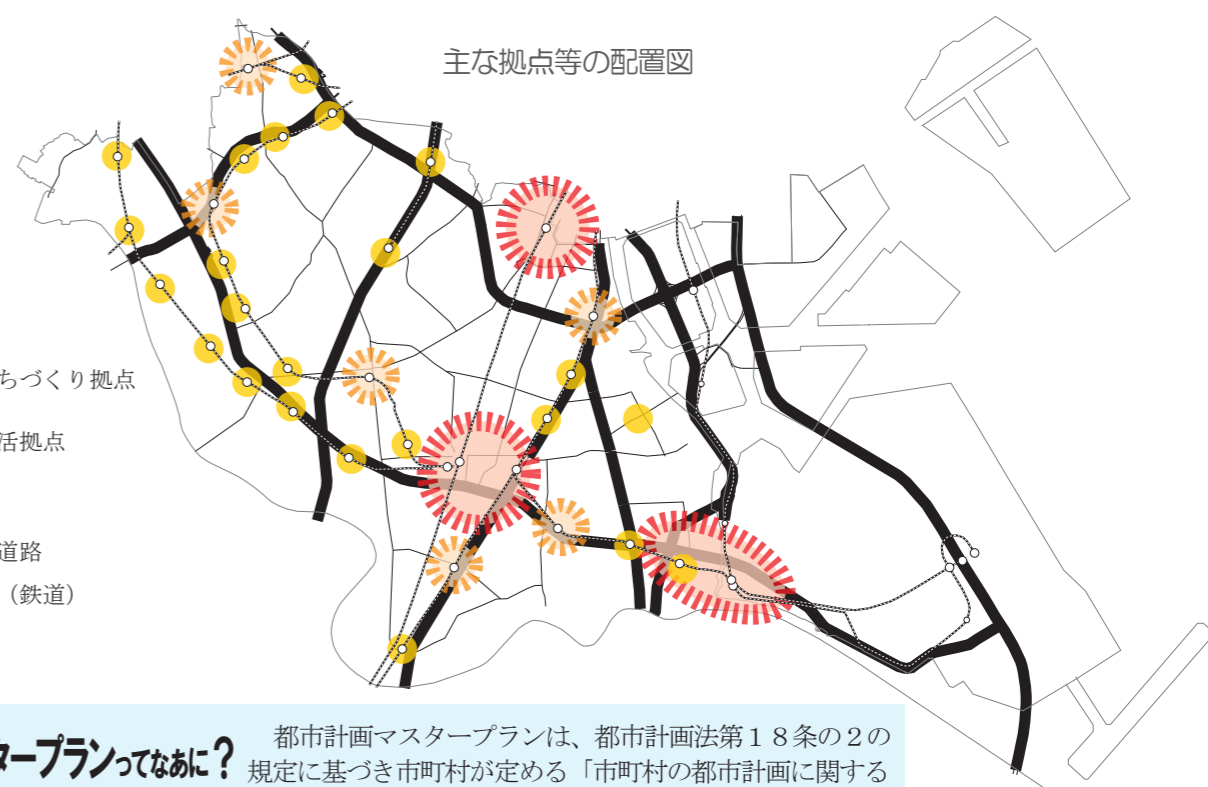 主な拠点等の配置図
ちづくり拠点
活拠点
道路
（鉄道）
タープランってなあに？
都市計画マスタープランは、都市計画法第１８条の２の
規定に基づき市町村が定める「市町村の都市計画に関する